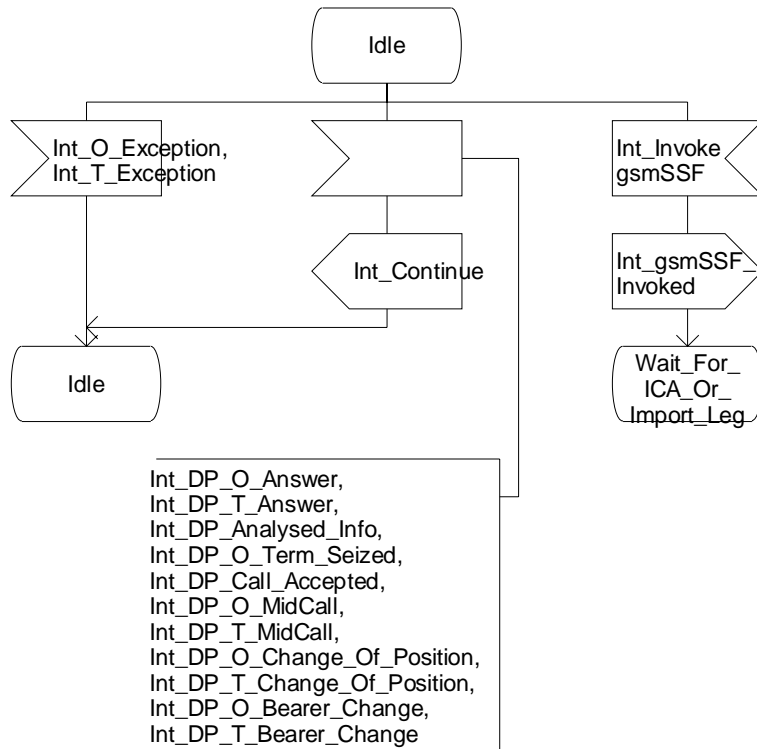 Idle
Int_O_Exception,
Int_T_Exception
Int_Invoke
gsmSSF
Int_Continue
Int_gsmSSF_
Invoked
Idle
Wait_For_
ICA_Or_
Import_Leg
Int_DP_O_Answer,
Int_DP_T_Answer,
Int_DP_Analysed_Info,
Int_DP_O_Term_Seized,
Int_DP_Call_Accepted,
Int_DP_O_MidCall,
Int_DP_T_MidCall,
Int_DP_O_Change_Of_Position,
Int_DP_T_Change_Of_Position,
Int_DP_O_Bearer_Change,
Int_DP_T_Bearer_Change